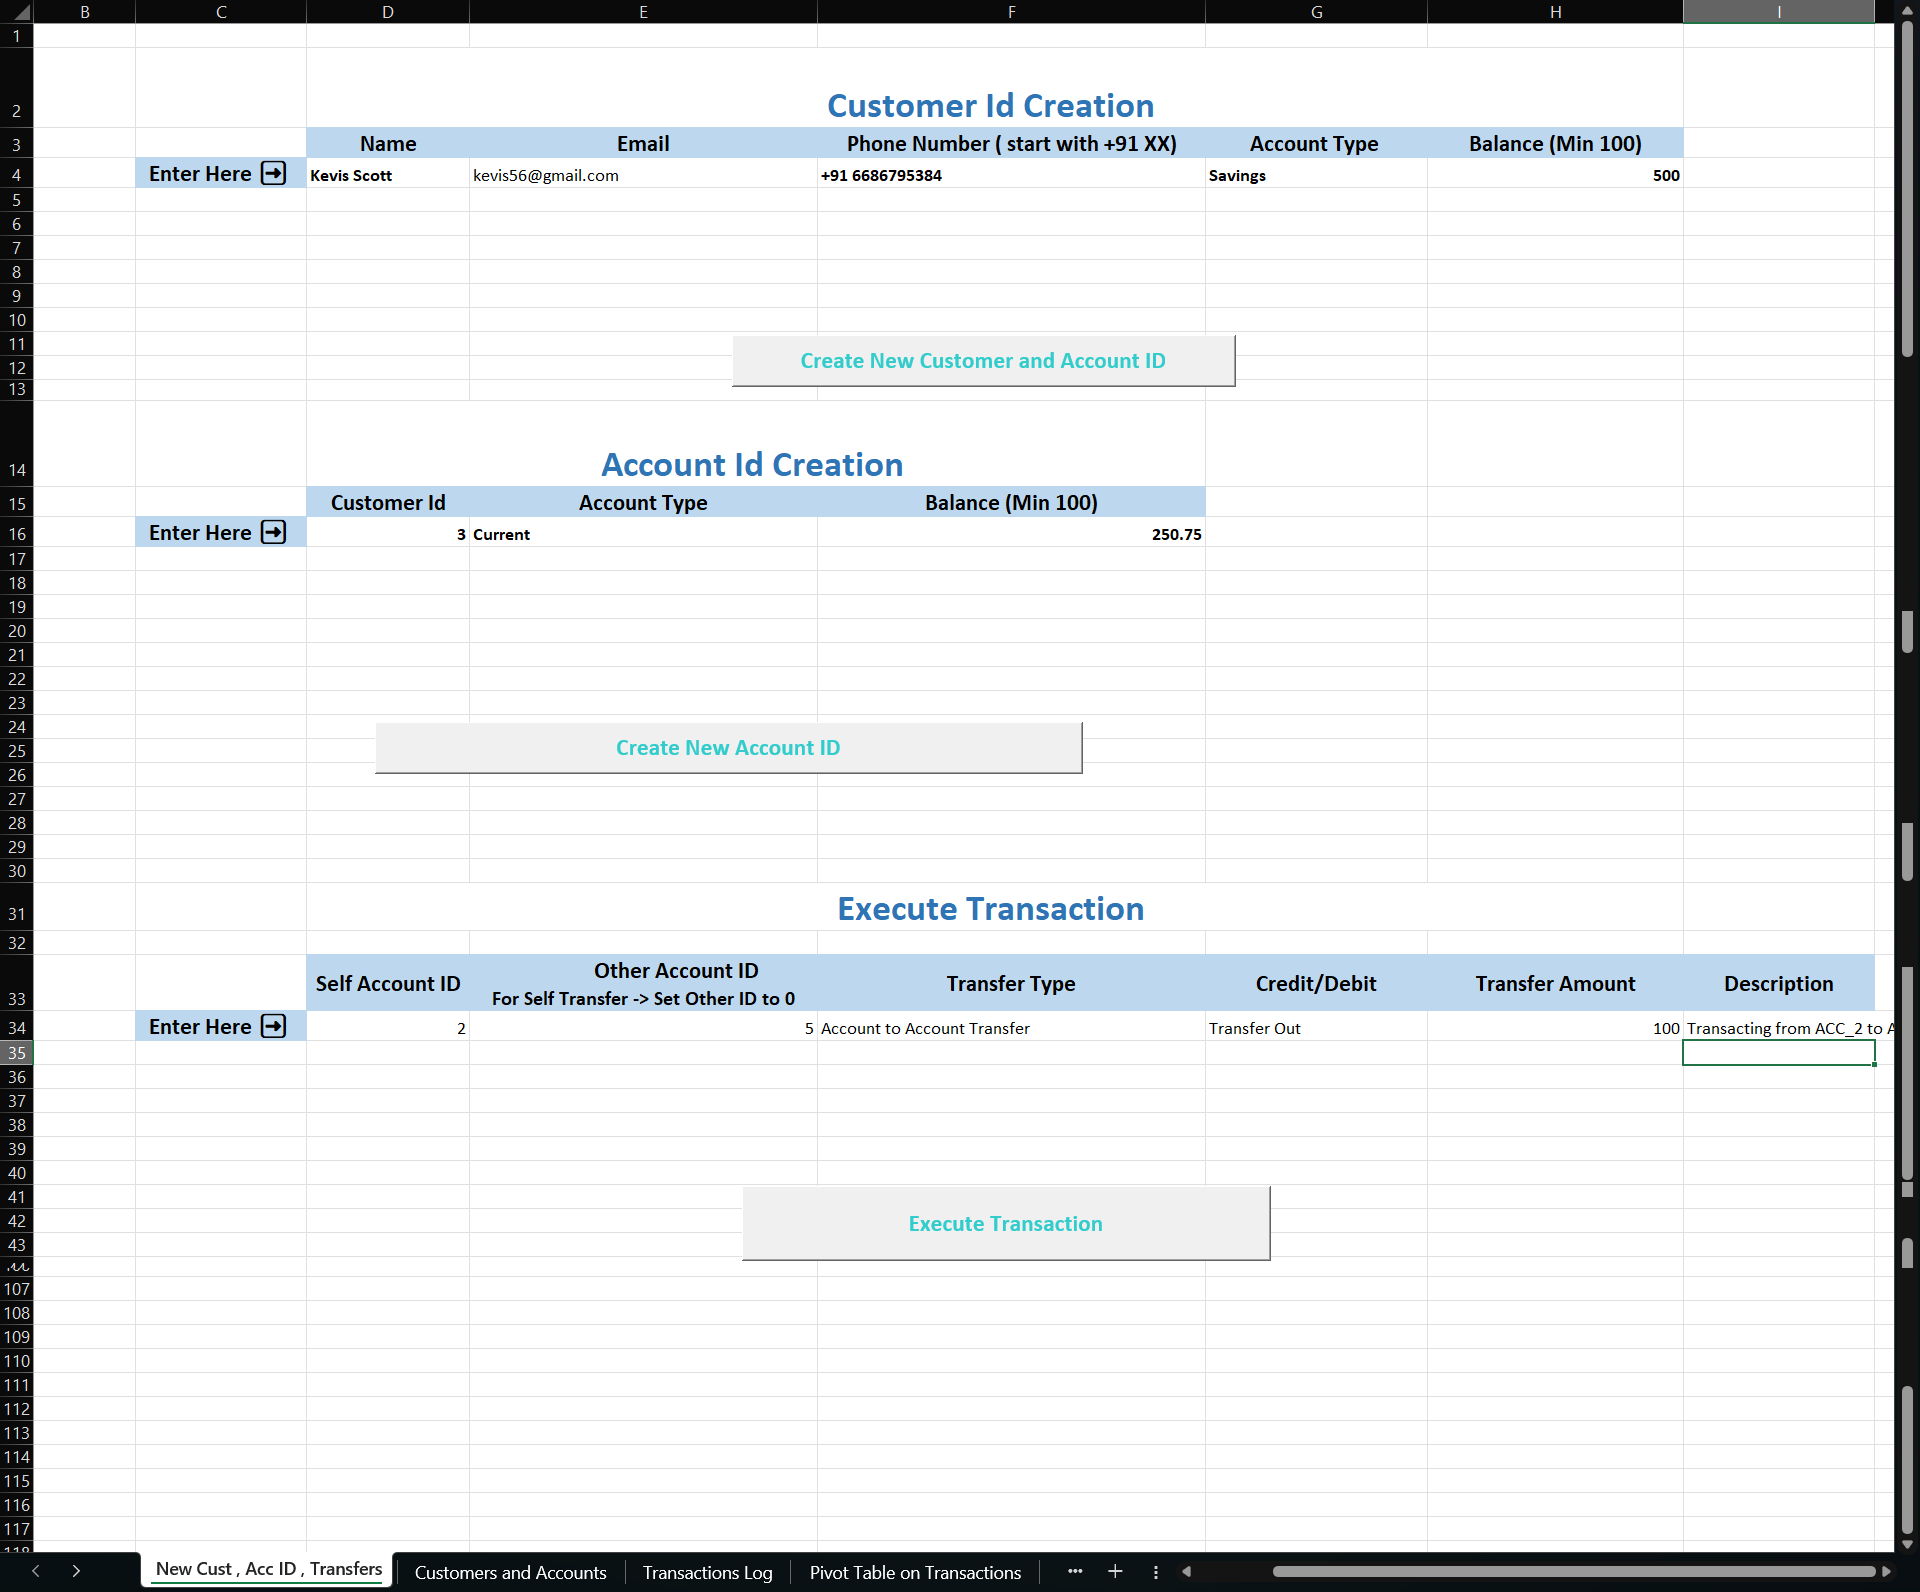 B C D E F G H I
1
Customer Id Creation
2
3 Name Email Phone Number ( start with +91 XX) Account Type Balance (Min 100)
4 Enter Here Kevis Scott kevis56@gmail.com +91 6686795384 Savings 500
5
6
7
8
9
10
11
Create New Customer and Account ID
12
13
Account Id Creation
14
15 Customer Id Account Type Balance (Min 100)
16 Enter Here 3 Current 250.75
17
18
19
20
21
22
23
24
Create New Account ID
25
26
27
28
29
30
31 Execute Transaction
32
Other Account ID
Self Account ID Transfer Type Credit/Debit Transfer Amount Description
33 For Self Transfer -> Set Other ID to 0
34 Enter Here 2 5 Account to Account Transfer Transfer Out 100 Transacting from ACC_2 to
35
36
37
38
39
40
41
42 Execute Transaction
43
107
108
109
110
111
112
113
114
115
116
117
New Cust , Acc ID , Transfers Customers and Accounts Transactions Log Pivot Table on Transactions